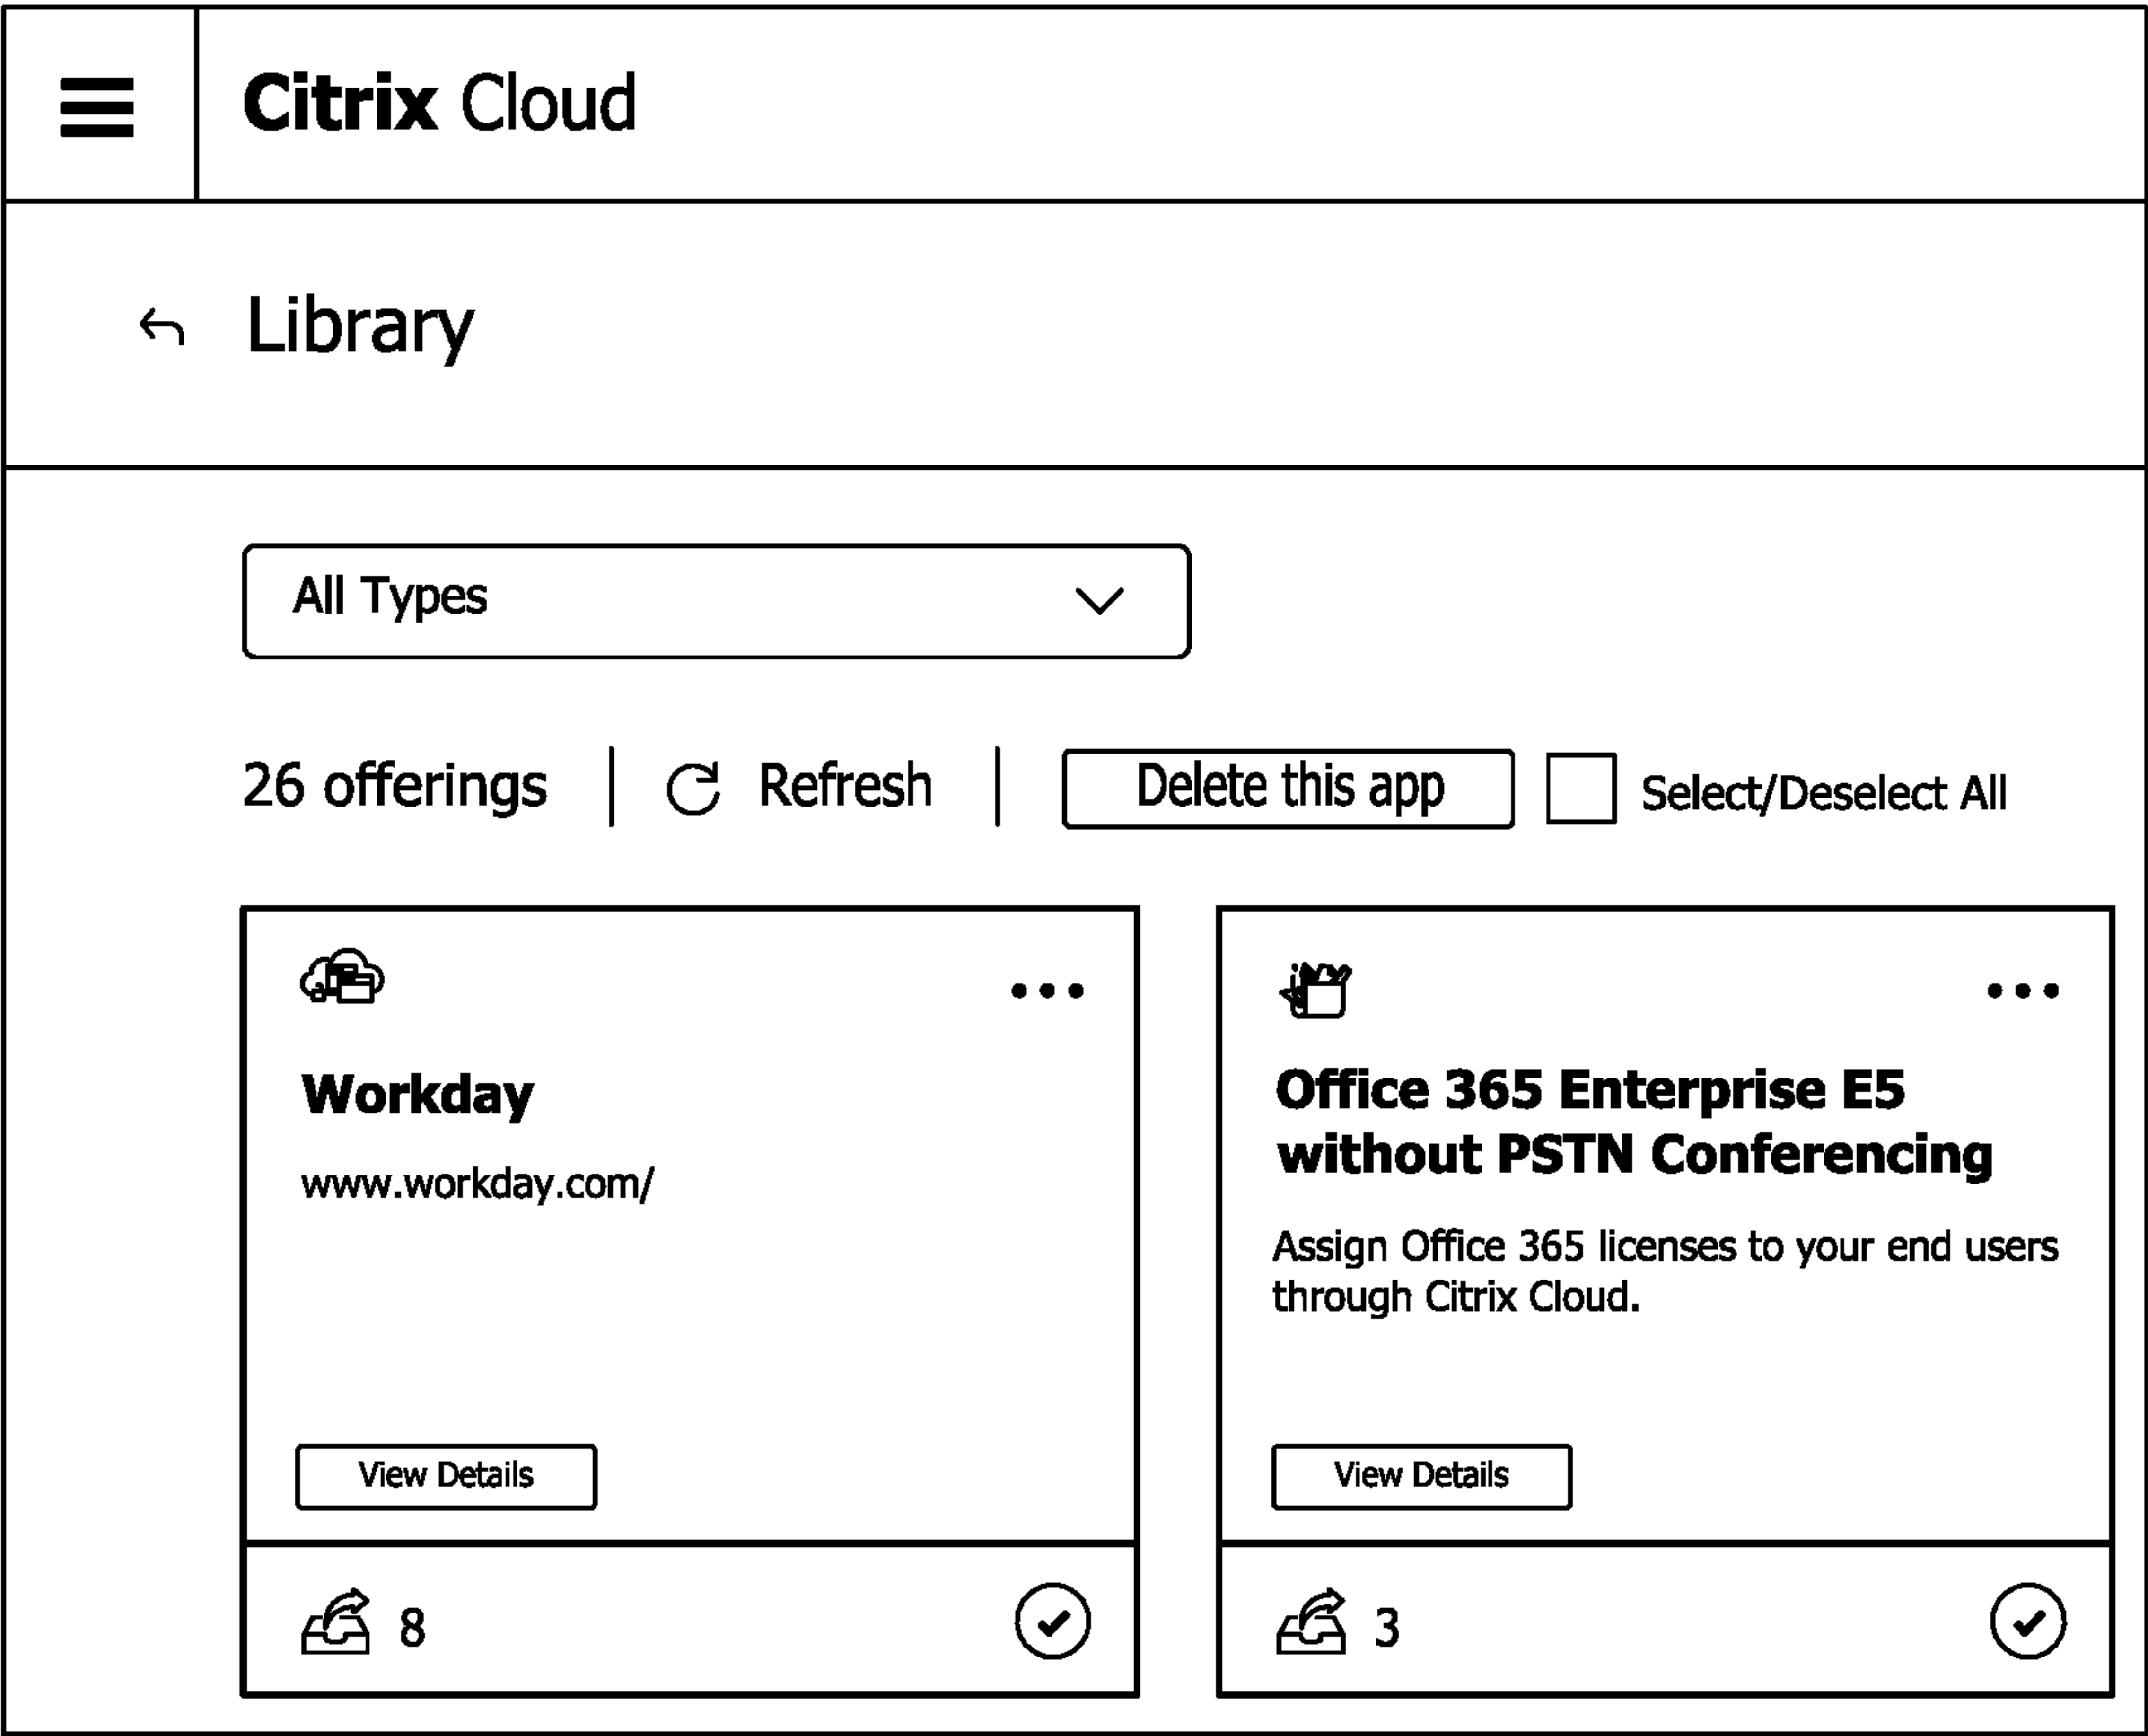 Citrix Cloud
Library
All Types
26 offerings Refresh Delete this app Select/Deselect All
Workday
www.workday.com/
View Details
8
Office 365 Enterprise E5
without PSTN Conferencing
Assign Office 365 licenses to your end users
through Citrix Cloud.
View Details
3